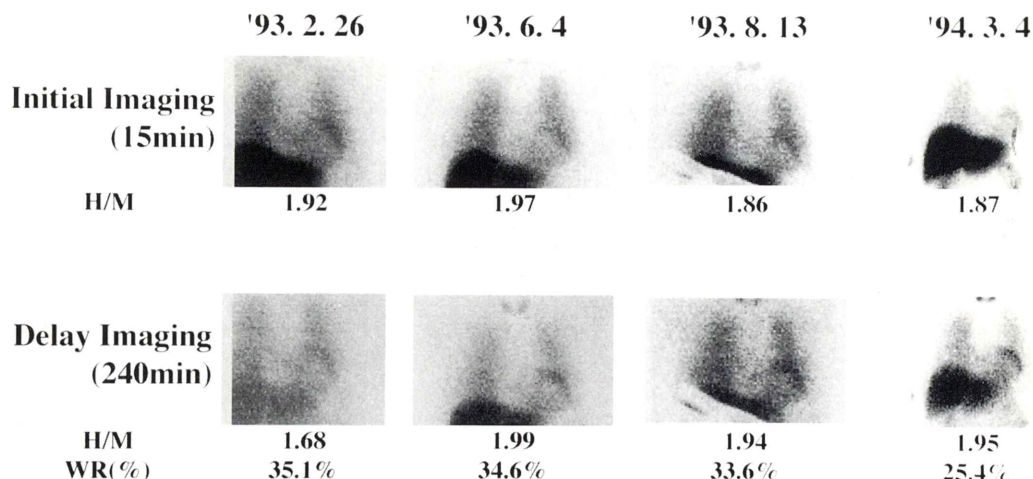 '93. 2. 26 '93. 6. 4 '93. 8. 13 '94. 3. 4
Initial Imaging
(15min)
H/M 1.92 1.97 1.86 1.87
Delay Imaging
(240min)
H/M 1.68 1.99 1.94 1.95
WR(%) 35.1% 34.6% 33.6% 25.4%